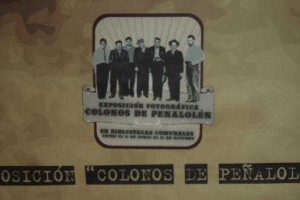 EXPOSICIÓN FOTOGRÁFICA
COLONOS DE PEÑALOLÉN
EN BIBLIOTECAS COMUNALES
OSICIÓN "COLONOS DE PEÑALOL